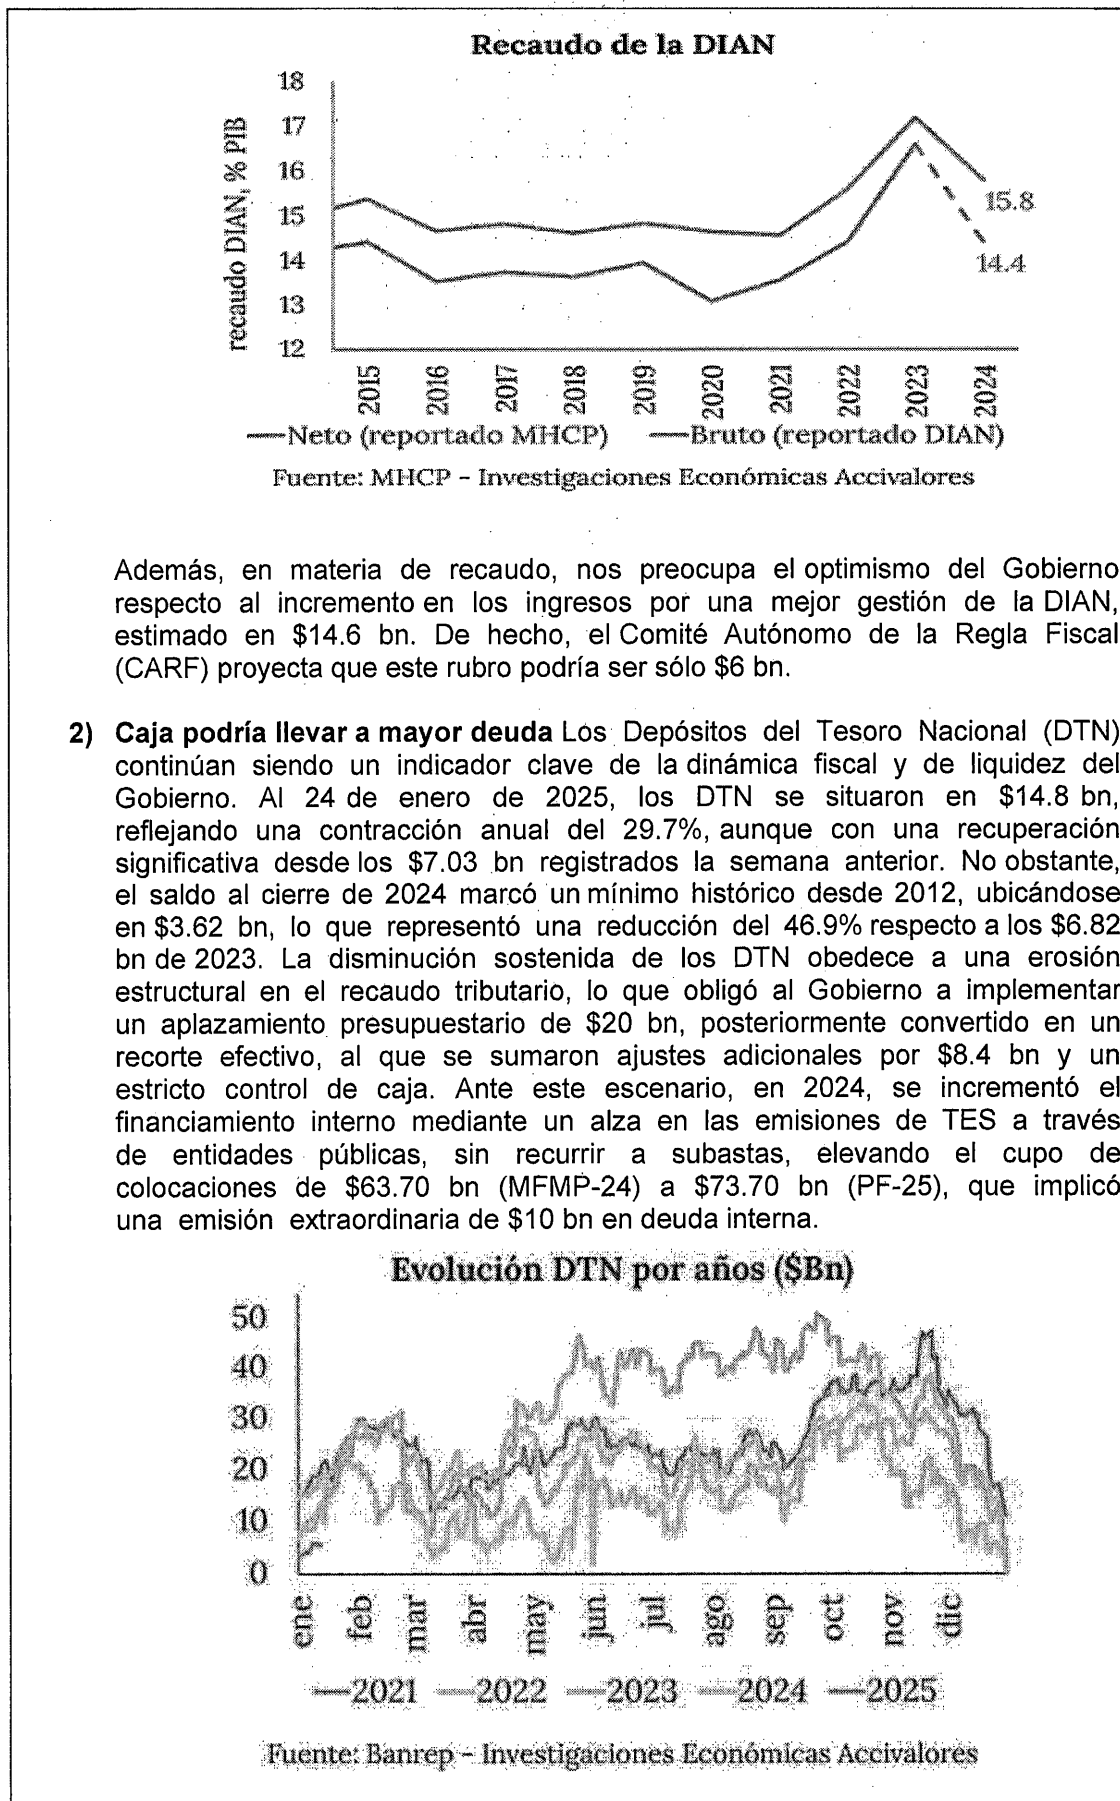 Recaudo de la DIAN
recaudo DIAN, % PIB
18
17
16
15
14
13
12
15.8
14.4
2015
2016
2017
2018
2019
2020
2021
2022
2023
2024
Neto (reportado MHCP) Bruto (reportado DIAN)
Fuente: MHCP - Investigaciones Económicas Accivalores
Además, en materia de recaudo, nos preocupa el optimismo del Gobierno
respecto al incremento en los ingresos por una mejor gestión de la DIAN,
estimado en $14.6 bn. De hecho, el Comité Autónomo de la Regla Fiscal
(CARF) proyecta que este rubro podría ser sólo $6 bn.
2) Caja podría llevar a mayor deuda Los Depósitos del Tesoro Nacional (DTN)
continúan siendo un indicador clave de la dinámica fiscal y de liquidez del
Gobierno. Al 24 de enero de 2025, los DTN se situaron en $14.8 bn,
reflejando una contracción anual del 29.7%, aunque con una recuperación
significativa desde los $7.03 bn registrados la semana anterior. No obstante,
el saldo al cierre de 2024 marcó un mínimo histórico desde 2012, ubicándose
en $3.62 bn, lo que representó una reducción del 46.9% respecto a los $6.82
bn de 2023. La disminución sostenida de los DTN obedece a una erosión
estructural en el recaudo tributario, lo que obligó al Gobierno a implementar
un aplazamiento presupuestario de $20 bn, posteriormente convertido en un
recorte efectivo, al que se sumaron ajustes adicionales por $8.4 bn y un
estricto control de caja. Ante este escenario, en 2024, se incrementó el
financiamiento interno mediante un alza en las emisiones de TES a través
de entidades públicas, sin recurrir a subastas, elevando el cupo de
colocaciones de $63.70 bn (MFMP-24) a $73.70 bn (PF-25), que implicó
una emisión extraordinaria de $10 bn en deuda interna.
Evolución DTN por años ($Bn)
50
40
30
20
10
0
ene
feb
mar
abr
may
jun
jul
ago
sep
oct
nov
dic
2021 2022 2023 2024 2025
Fuente: Banrep - Investigaciones Económicas Accivalores